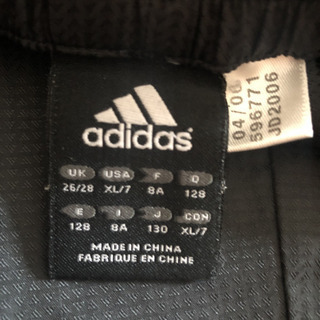 adidas
UK USA F D
26/28 XL/7 8A 128
E I J CON
128 8A 130 XL/7
MADE IN CHINA
FABRIQUE EN CHINE
04/06
596771
JD2006